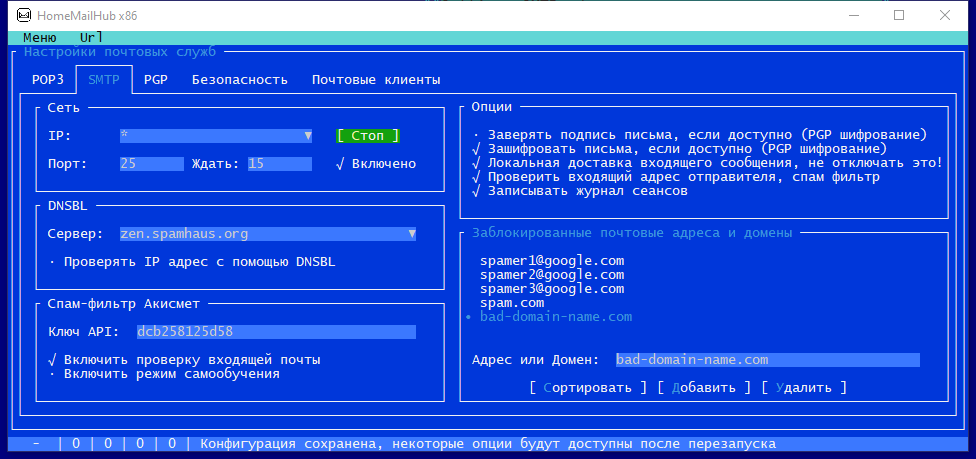 HomeMailHub x86
Меню Url
Настройки почтовых служб
POP3 SMTP PGP Безопасность Почтовые клиенты
Сеть
IP: * ▼ [ Стоп ]
Порт: 25 Ждать: 15 √ Включено
DNSBL
Сервер: zen.spamhaus.org ▼
· Проверять IP адрес с помощью DNSBL
Спам-фильтр Акисмет
Ключ API: dcb258125d58
√ Включить проверку входящей почты
· Включить режим самообучения
Опции
· Заверять подпись письма, если доступно (PGP шифрование)
√ Зашифровать письма, если доступно (PGP шифрование)
√ Локальная доставка входящего сообщения, не отключать это!
√ Проверить входящий адрес отправителя, спам фильтр
√ Записывать журнал сеансов
Заблокированные почтовые адреса и домены
spamer1@google.com
spamer2@google.com
spamer3@google.com
spam.com
• bad-domain-name.com
Адрес или Домен: bad-domain-name.com
[ Сортировать ] [ Добавить ] [ Удалить ]
- | 0 | 0 | 0 | 0 | Конфигурация сохранена, некоторые опции будут доступны после перезапуска